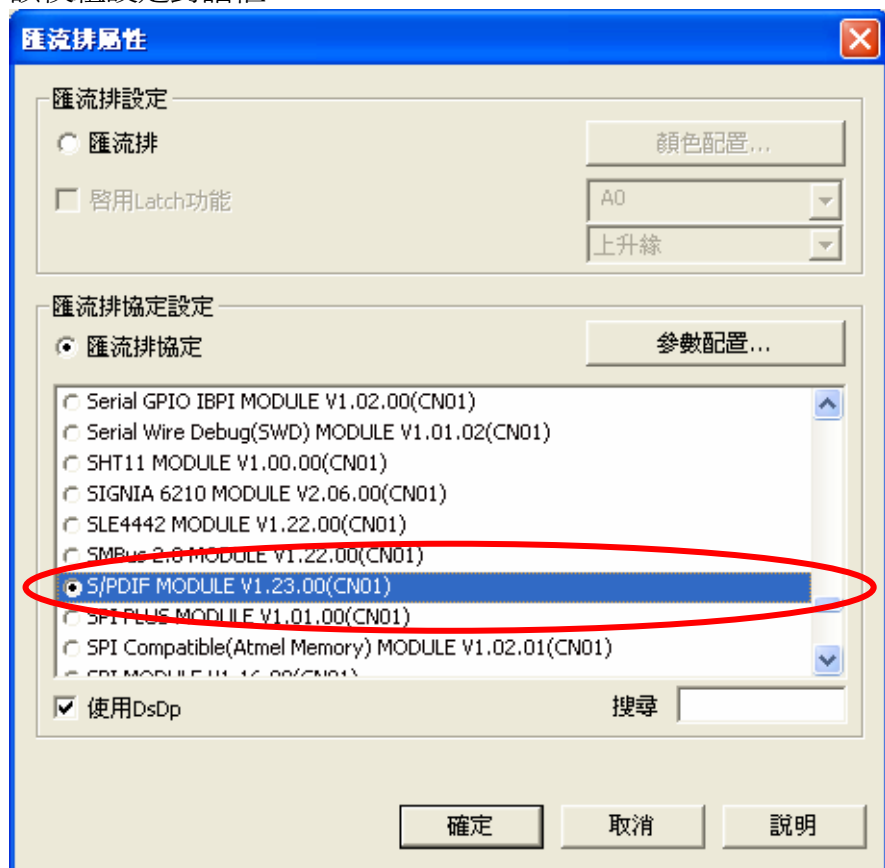 匯流排屬性
匯流排設定
匯流排
顏色配置...
啓用Latch功能
A0
上升緣
匯流排協定設定
匯流排協定
參數配置...
Serial GPIO IBPI MODULE V1.02.00(CN01)
Serial Wire Debug(SWD) MODULE V1.01.02(CN01)
SHT11 MODULE V1.00.00(CN01)
SIGNIA 6210 MODULE V2.06.00(CN01)
SLE4442 MODULE V1.22.00(CN01)
SMBus 2.0 MODULE V1.22.00(CN01)
S/PDIF MODULE V1.23.00(CN01)
SPI PLUS MODULE V1.01.00(CN01)
SPI Compatible(Atmel Memory) MODULE V1.02.01(CN01)
使用DsDp
搜尋
確定
取消
說明